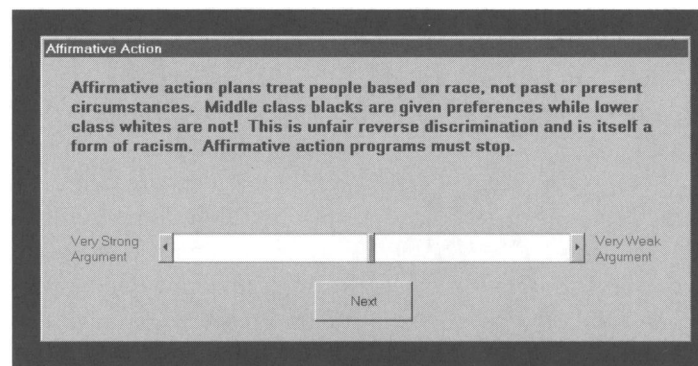 Affirmative Action
Affirmative action plans treat people based on race, not past or present
circumstances. Middle class blacks are given preferences while lower
class whites are not! This is unfair reverse discrimination and is itself a
form of racism. Affirmative action programs must stop.
Very Strong
Argument
Very Weak
Argument
Next